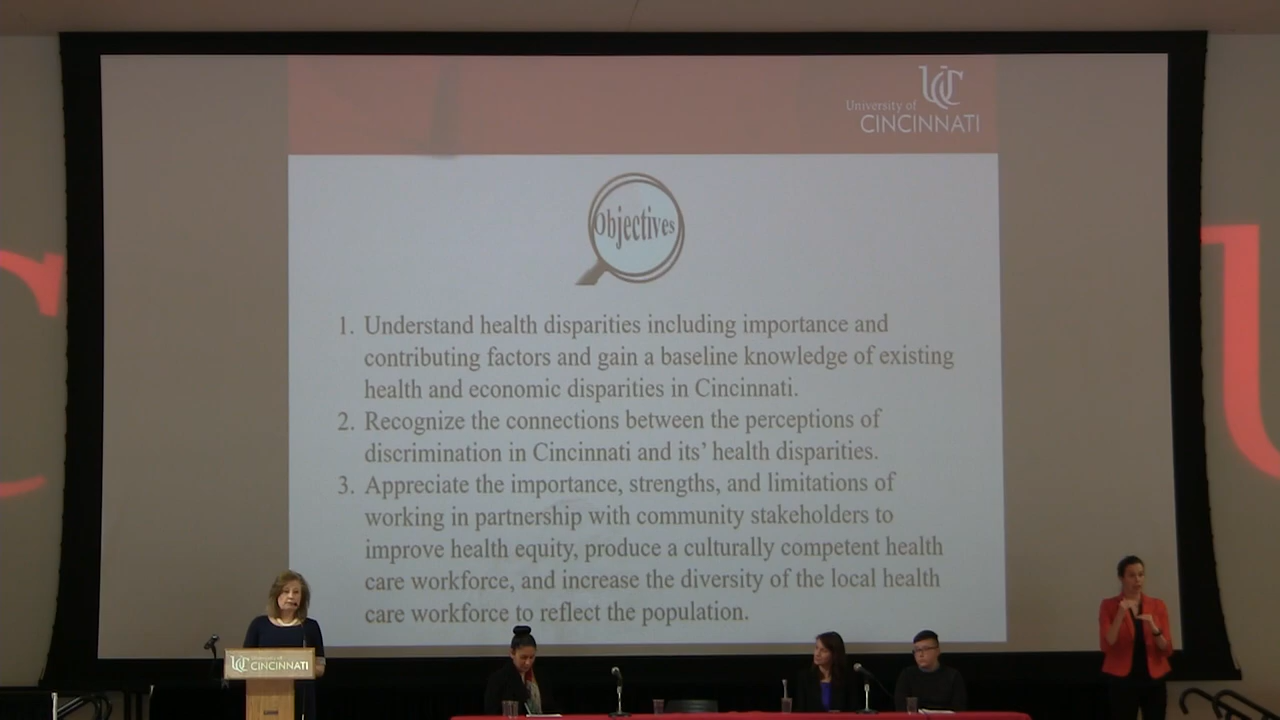 UC
University of
CINCINNATI
Objectives
1. Understand health disparities including importance and
contributing factors and gain a baseline knowledge of existing
health and economic disparities in Cincinnati.
2. Recognize the connections between the perceptions of
discrimination in Cincinnati and its’ health disparities.
3. Appreciate the importance, strengths, and limitations of
working in partnership with community stakeholders to
improve health equity, produce a culturally competent health
care workforce, and increase the diversity of the local health
care workforce to reflect the population.
UC
University of
CINCINNATI